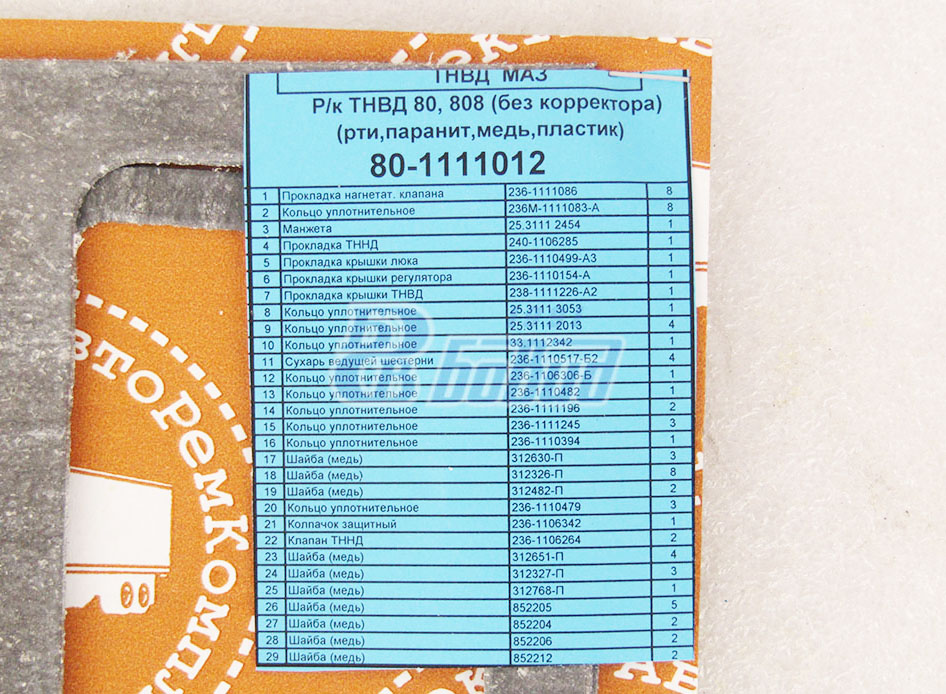 ТНВД МАЗ
Р/к ТНВД 80, 808 (без корректора)
(рти,паранит,медь,пластик)
80-1111012
1 Прокладка нагнетат. клапана 236-1111086 8
2 Кольцо уплотнительное 236М-1111083-А 8
3 Манжета 25.3111 2454 1
4 Прокладка ТННД 240-1106285 1
5 Прокладка крышки люка 236-1110499-А3 1
6 Прокладка крышки регулятора 236-1110154-А 1
7 Прокладка крышки ТНВД 238-1111226-А2 1
8 Кольцо уплотнительное 25.3111 3053 1
9 Кольцо уплотнительное 25.3111 2013 4
10 Кольцо уплотнительное 33.1112342 1
11 Сухарь ведущей шестерни 236-1110517-Б2 4
12 Кольцо уплотнительное 236-1106306-Б 1
13 Кольцо уплотнительное 236-1110482 1
14 Кольцо уплотнительное 236-1111196 2
15 Кольцо уплотнительное 236-1111245 3
16 Кольцо уплотнительное 236-1110394 1
17 Шайба (медь) 312630-П 3
18 Шайба (медь) 312326-П 8
19 Шайба (медь) 312482-П 2
20 Кольцо уплотнительное 236-1110479 3
21 Колпачок защитный 236-1106342 1
22 Клапан ТННД 236-1106264 2
23 Шайба (медь) 312651-П 4
24 Шайба (медь) 312327-П 3
25 Шайба (медь) 312768-П 1
26 Шайба (медь) 852205 5
27 Шайба (медь) 852204 2
28 Шайба (медь) 852206 2
29 Шайба (медь) 852212 2
втоРемКомпл